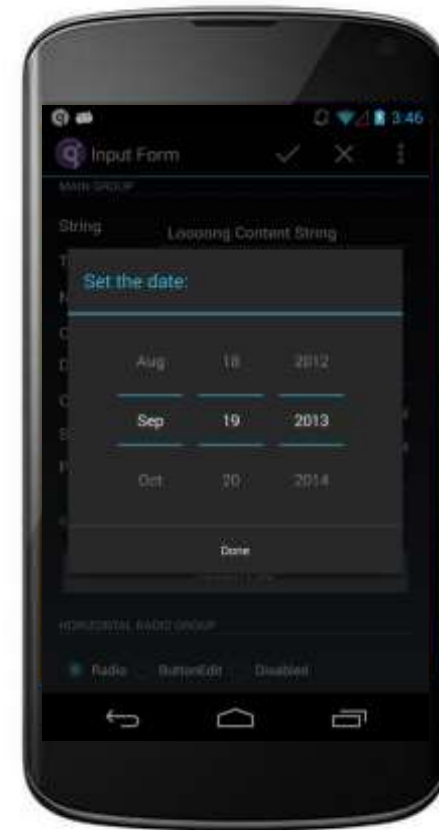 3:46
Input Form
MAIN GROUP
String Loooong Content String
Set the date:
Aug 18 2012
Sep 19 2013
Oct 20 2014
Done
HORIZONTAL RADIO GROUP
Radio ButtonEdit Disabled